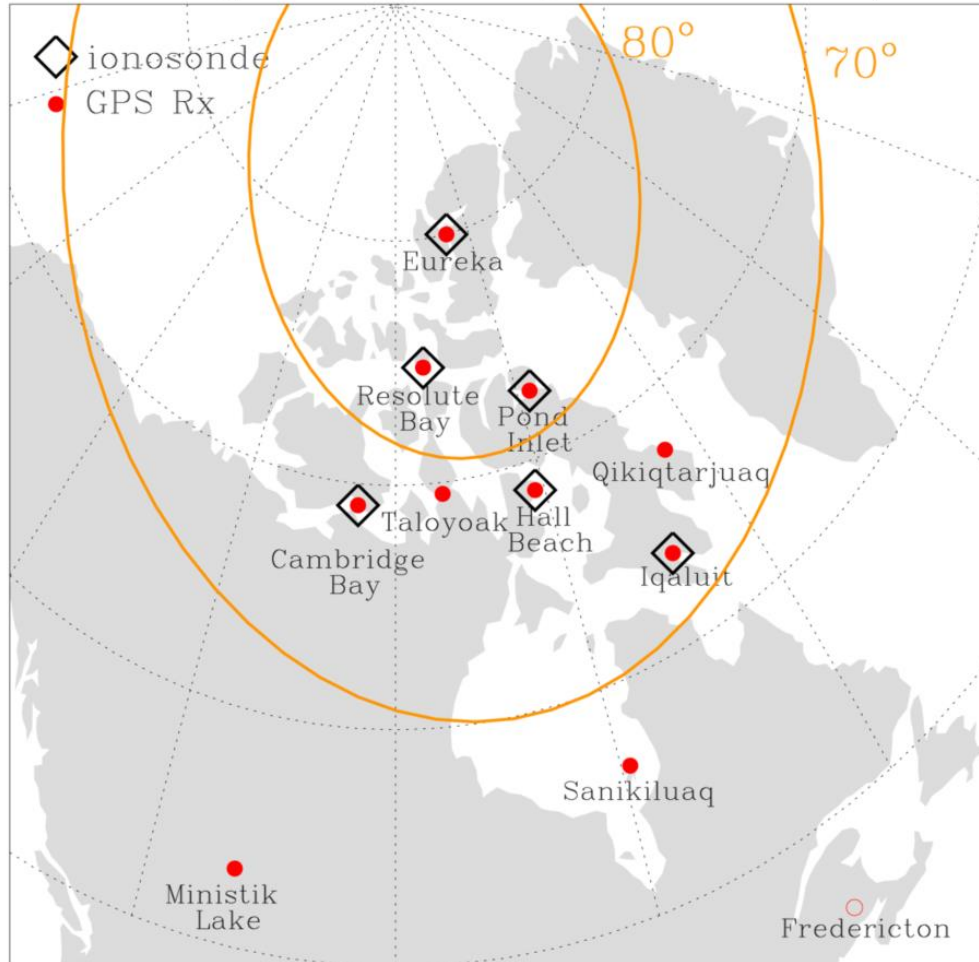 80°
70°
ionosonde
GPS Rx
Eureka
Resolute
Bay
Pond
Inlet
Qikiqtarjuaq
Taloyoak
Hall
Beach
Cambridge
Bay
Iqaluit
Sanikiluaq
Ministik
Lake
Fredericton